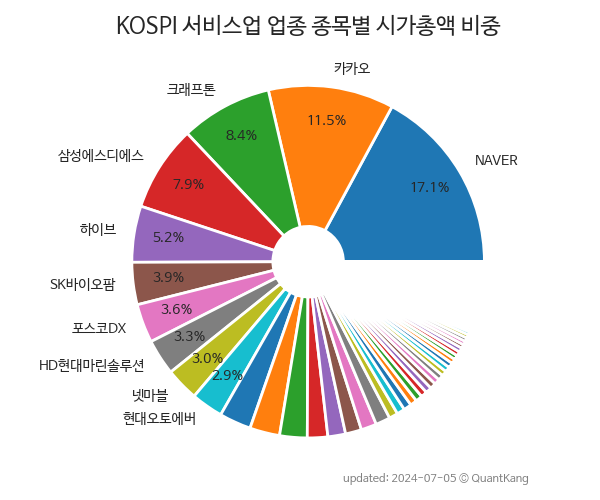 KOSPI 서비스업 업종 종목별 시가총액 비중
카카오
크래프톤
11.5%
8.4%
삼성에스디에스
NAVER
7.9%
17.1%
하이브
5.2%
SK바이오팜
3.9%
3.6%
포스코DX
3.3%
HD현대마린솔루션
3.0%
2.9%
넷마블
현대오토에버
updated: 2024-07-05 © QuantKang